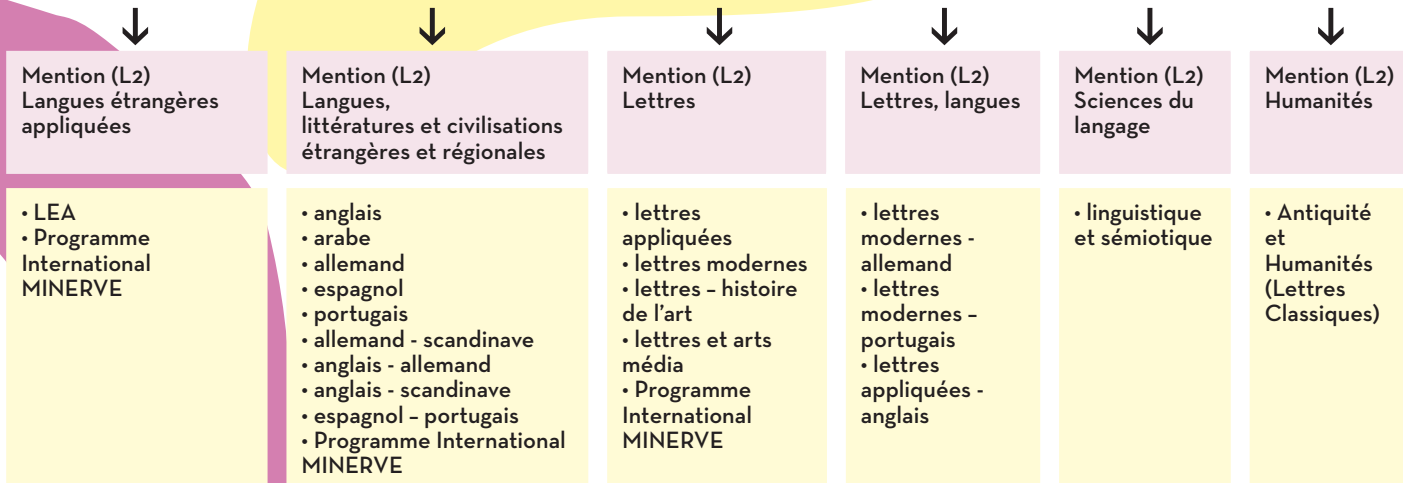 Mention (L2)
Langues étrangères
appliquées
• LEA
• Programme
International
MINERVE
Mention (L2)
Langues,
littératures et civilisations
étrangères et régionales
• anglais
• arabe
• allemand
• espagnol
• portugais
• allemand - scandinave
• anglais - allemand
• anglais - scandinave
• espagnol – portugais
• Programme International
MINERVE
Mention (L2)
Lettres
• lettres
appliquées
• lettres modernes
• lettres – histoire
de l'art
• lettres et arts
média
• Programme
International
MINERVE
Mention (L2)
Lettres, langues
• lettres
modernes -
allemand
• lettres
modernes –
portugais
• lettres
appliquées -
anglais
Mention (L2)
Sciences du
langage
• linguistique
et sémiotique
Mention (L2)
Humanités
• Antiquité
et
Humanités
(Lettres
Classiques)